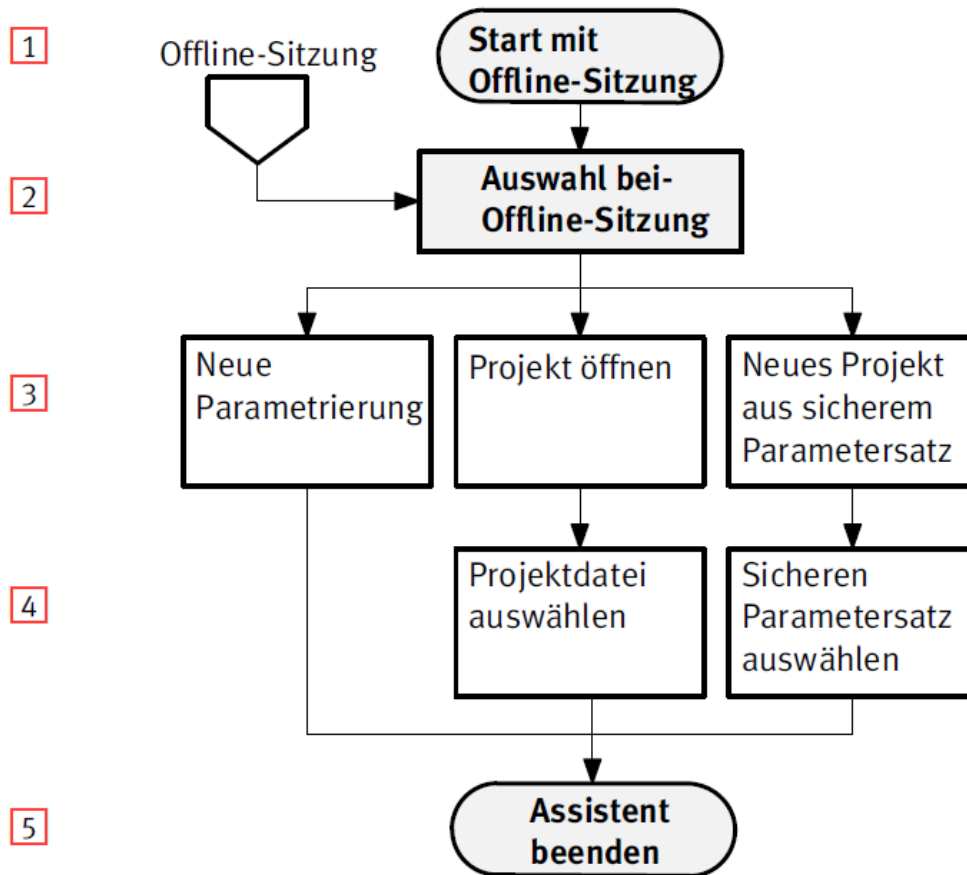 1
Offline-Sitzung
Start mit
Offline-Sitzung
2
Auswahl bei-
Offline-Sitzung
3
Neue
Parametrierung
Projekt öffnen
Neues Projekt
aus sicherem
Parametersatz
4
Projektdatei
auswählen
Sicheren
Parametersatz
auswählen
5
Assistent
beenden